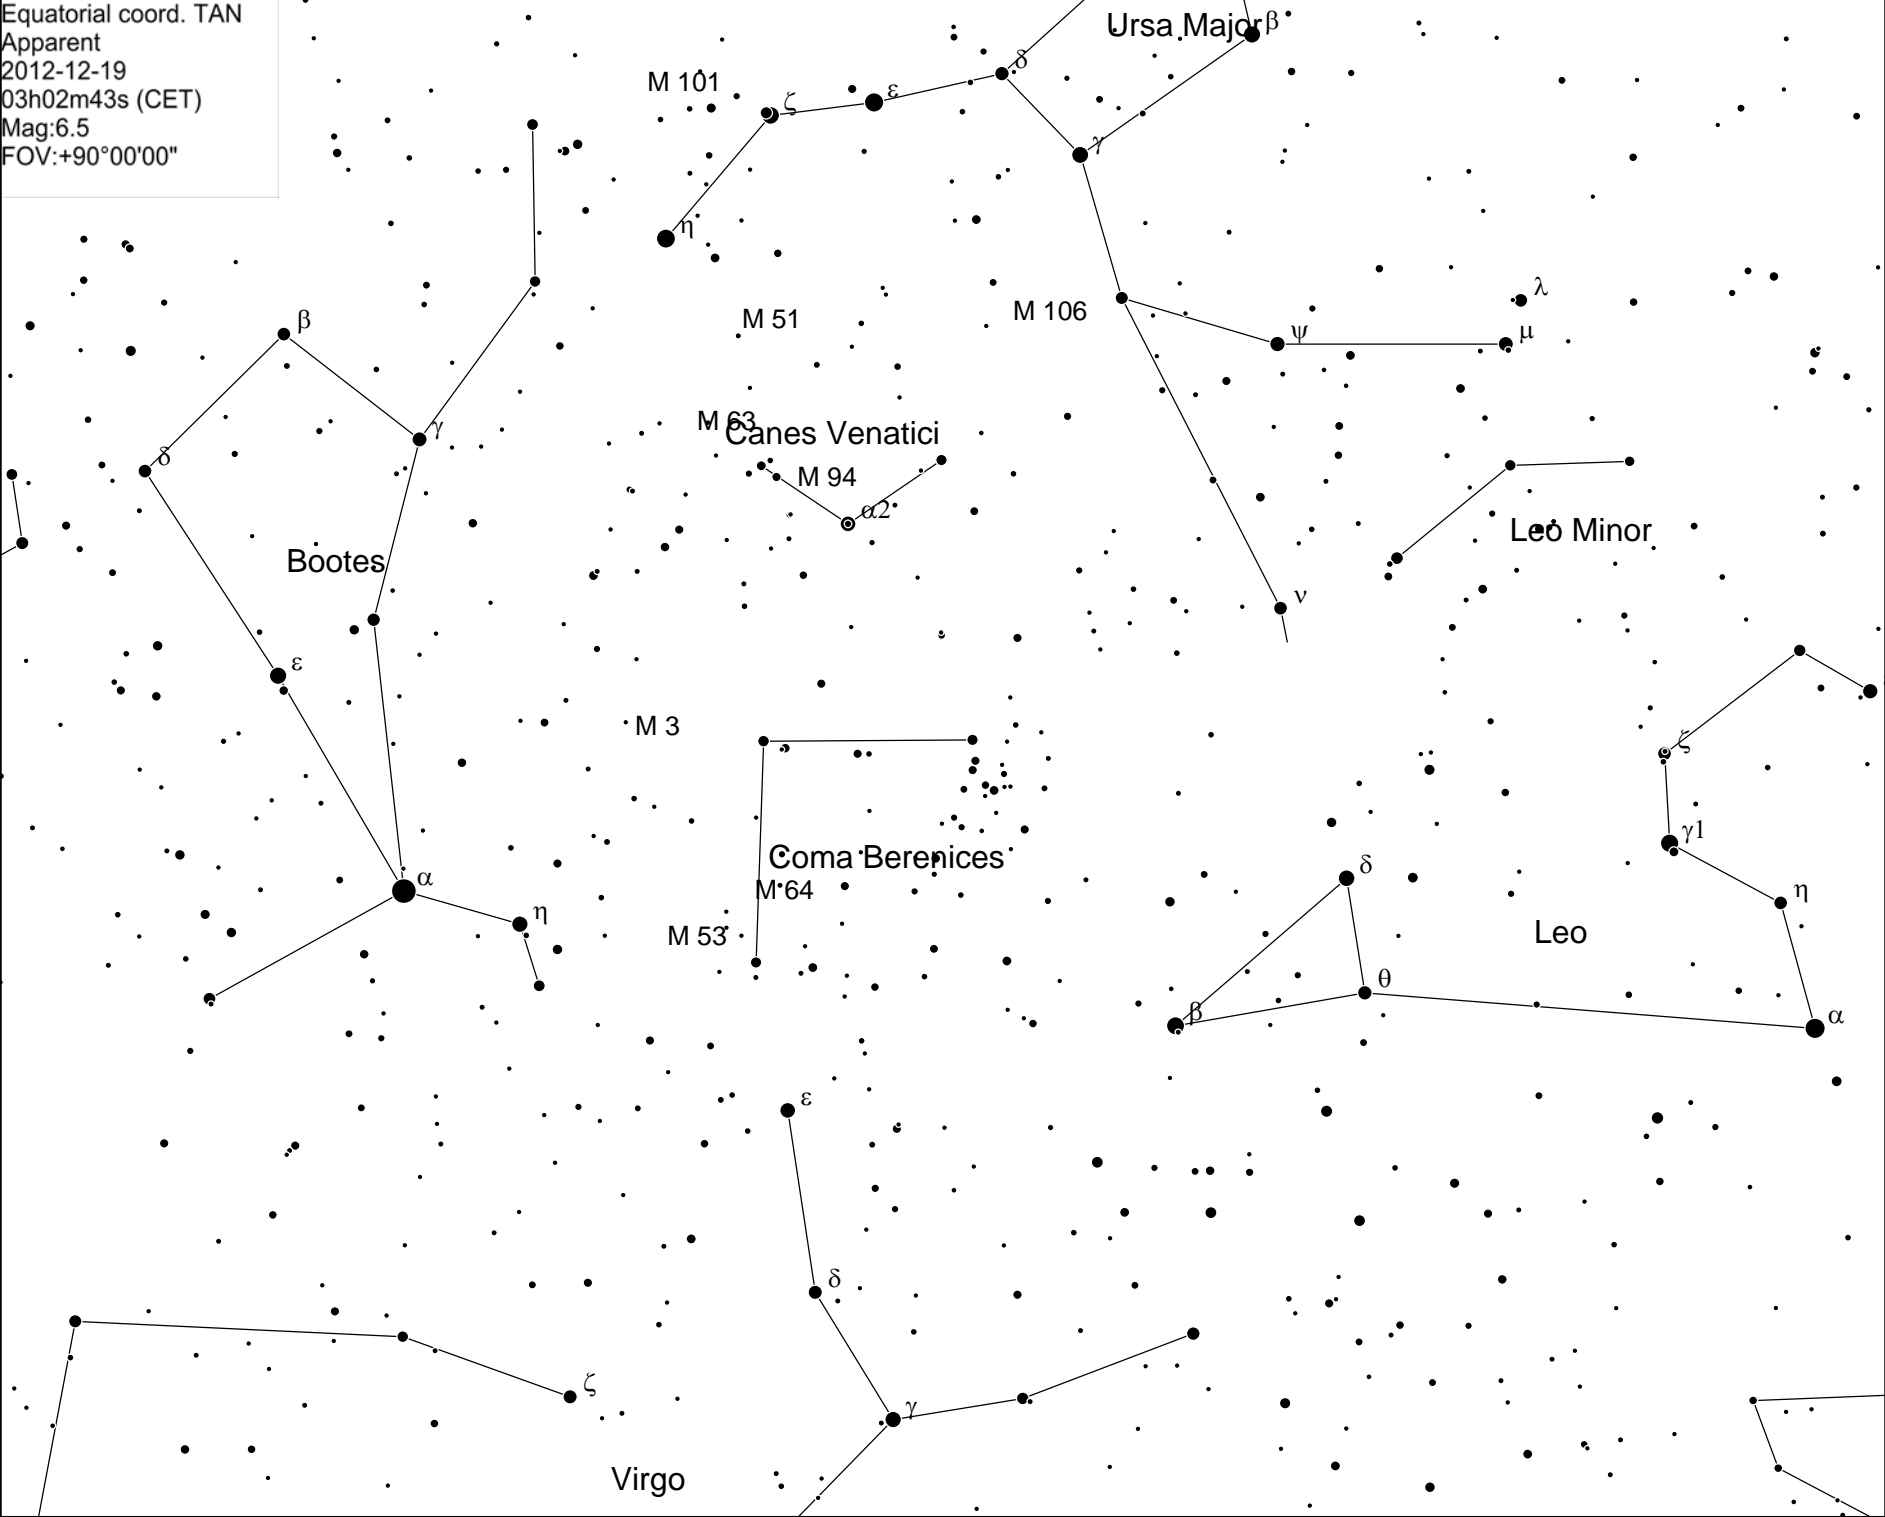 Equatorial coord. TAN
Apparent
2012-12-19
03h02m43s (CET)
Mag:6.5
FOV:+90°00'00"
Ursa Major β
δ
M 101
ζ
ε
γ
η
λ
M 106
M 51
β
ψ
μ
M 63
γ
Canes Venatici
δ
M 94
α2
Leo Minor
Bootes
ν
ε
M 3
ζ
γ1
Coma Berenices
δ
α
M 64
η
η
M 53
Leo
θ
β
α
ε
δ
ζ
γ
Virgo